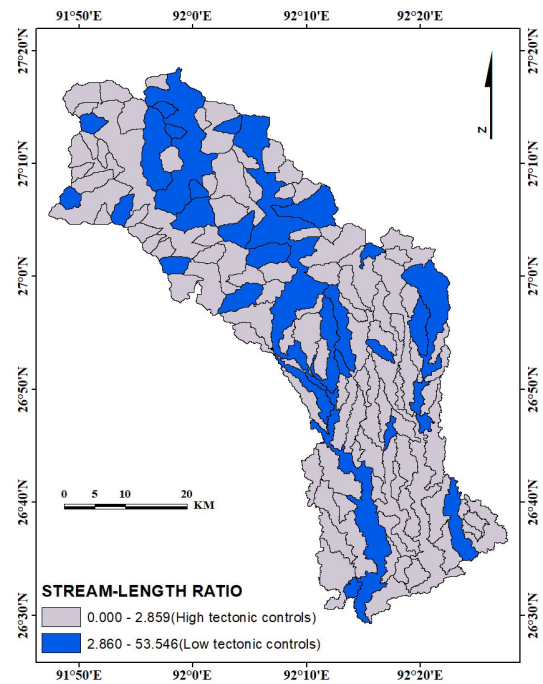 91°50'E 92°0'E 92°10'E 92°20'E
27°20'N 27°20'N
27°10'N 27°10'N
27°0'N 27°0'N
26°50'N 26°50'N
26°40'N 26°40'N
26°30'N 26°30'N
N
0 5 10 20
KM
STREAM-LENGTH RATIO
0.000 - 2.859(High tectonic controls)
2.860 - 53.546(Low tectonic controls)
91°50'E 92°0'E 92°10'E 92°20'E